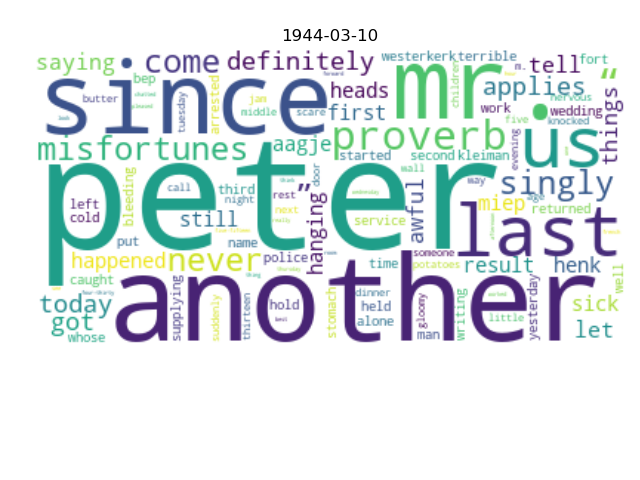 1944-03-10
saying
•
come
definitely
westerkerk
terrible
m.
tell
fort
since
bep
arrested
heads
mr.
children
applies
nervous
things
“
butter
tuesday
jan
middle
scare
first
work
wedding
knocked
misfortunes
aagje
proverb
five
evening
us
started
second
kleiman
peter
bleeding
call
third
night
rest
”
door
wall
way
age
singly
left
cold
still
next
hanging
awful
miep
returned
put
name
service
last
happened
never
police
someone
potatoes
time
result
henk
well
caught
another
today
supplying
suddenly
thirteen
hold
stomach
dinner
held
gloomy
writing
little
yesterday
sick
got
whose
alone
man
let